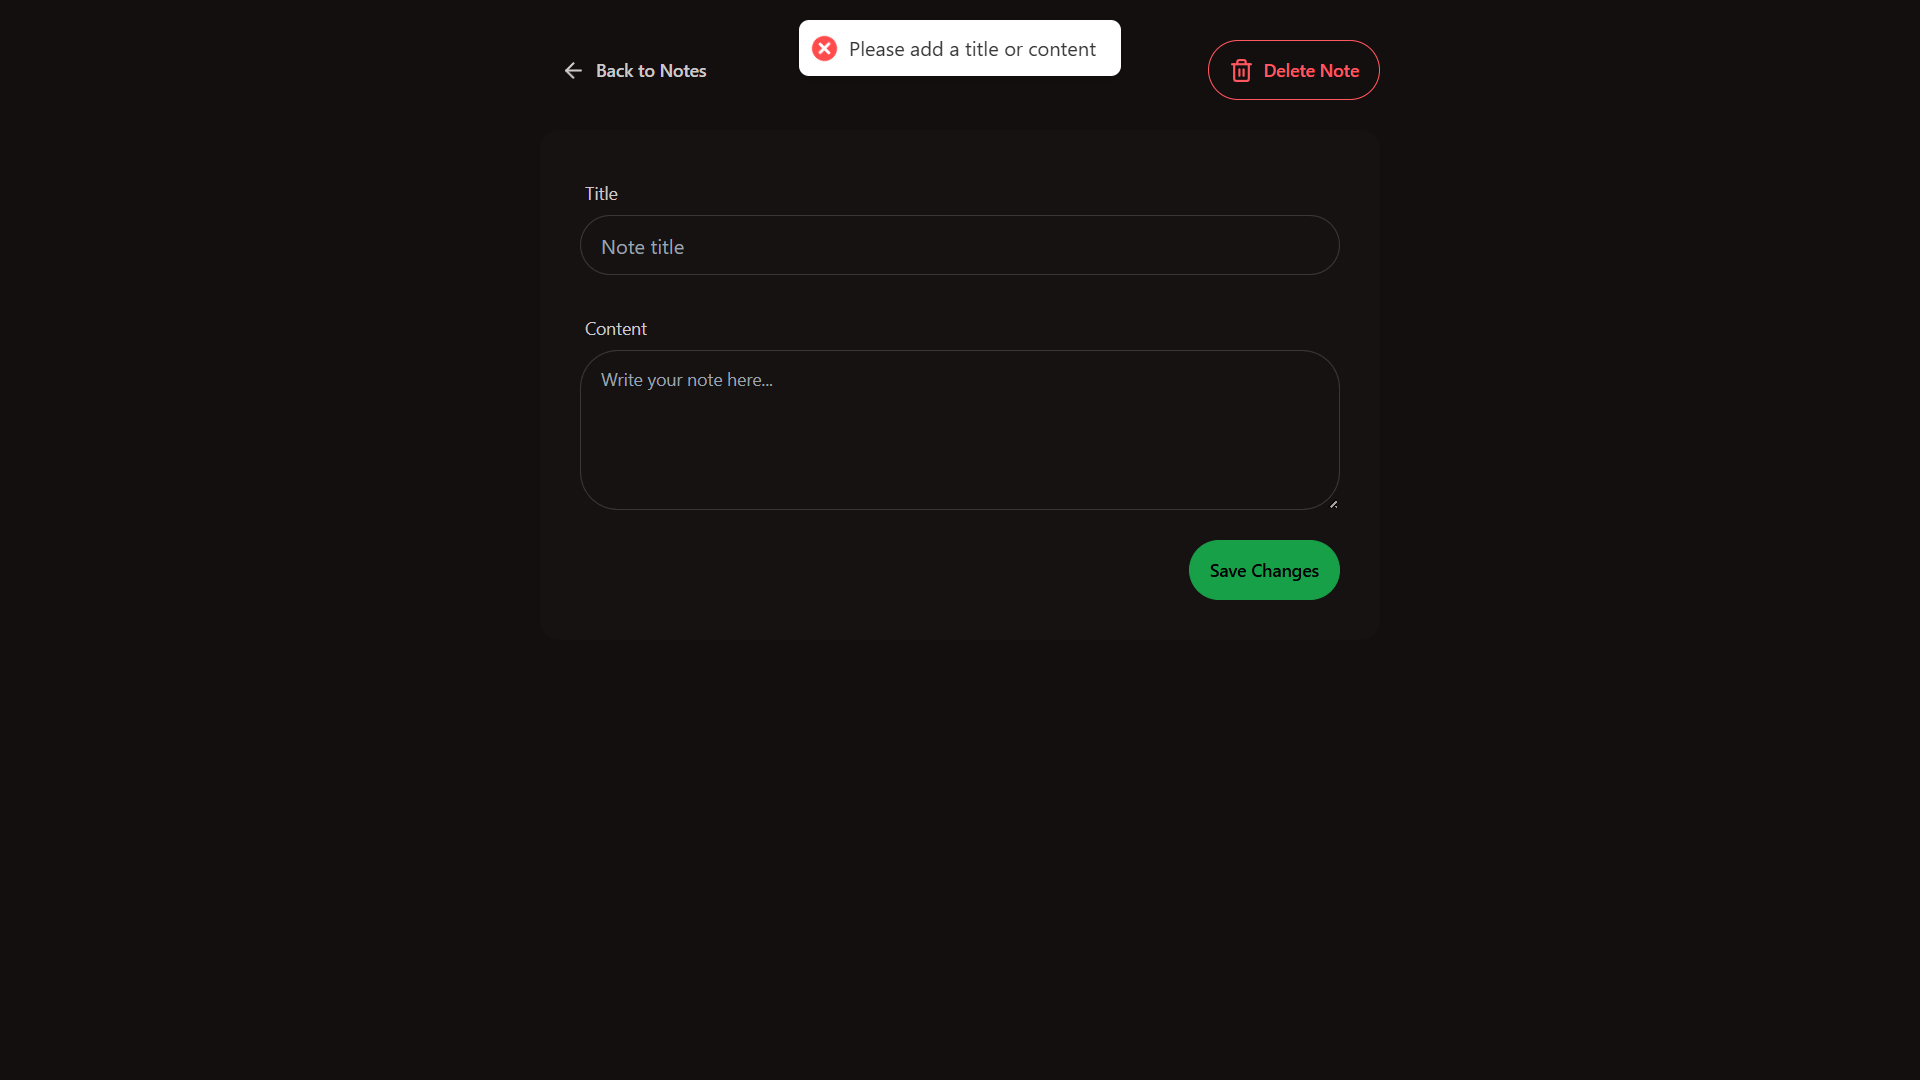 Please add a title or content
Back to Notes
Delete Note
Title
Note title
Content
Write your note here...
Save Changes